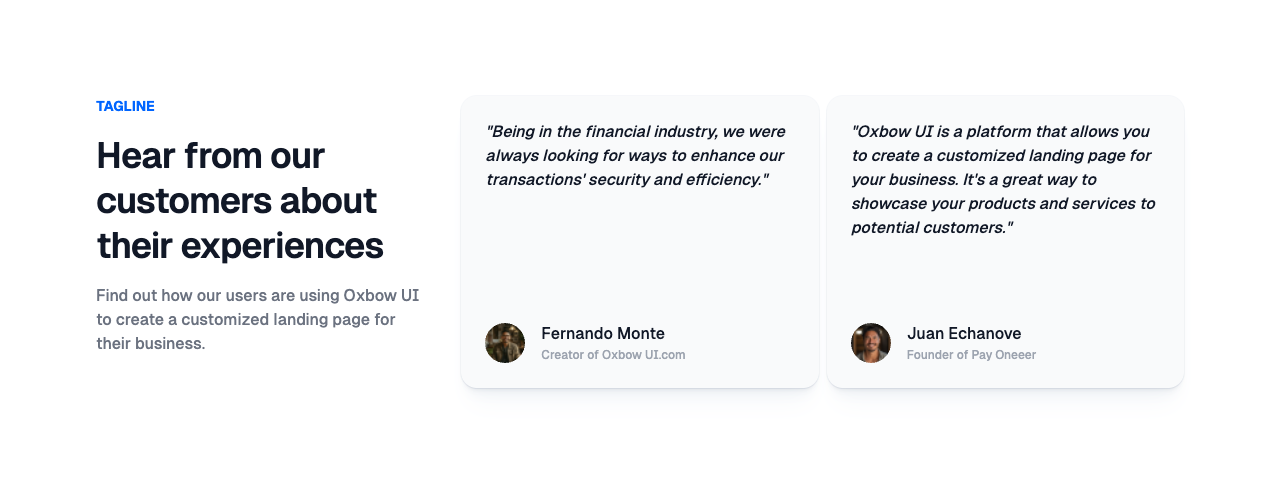 TAGLINE
Hear from our
customers about
their experiences
Find out how our users are using Oxbow UI
to create a customized landing page for
their business.
"Being in the financial industry, we were
always looking for ways to enhance our
transactions' security and efficiency."
Fernando Monte
Creator of Oxbow UI.com
"Oxbow UI is a platform that allows you
to create a customized landing page for
your business. It's a great way to
showcase your products and services to
potential customers."
Juan Echanove
Founder of Pay Oneeer